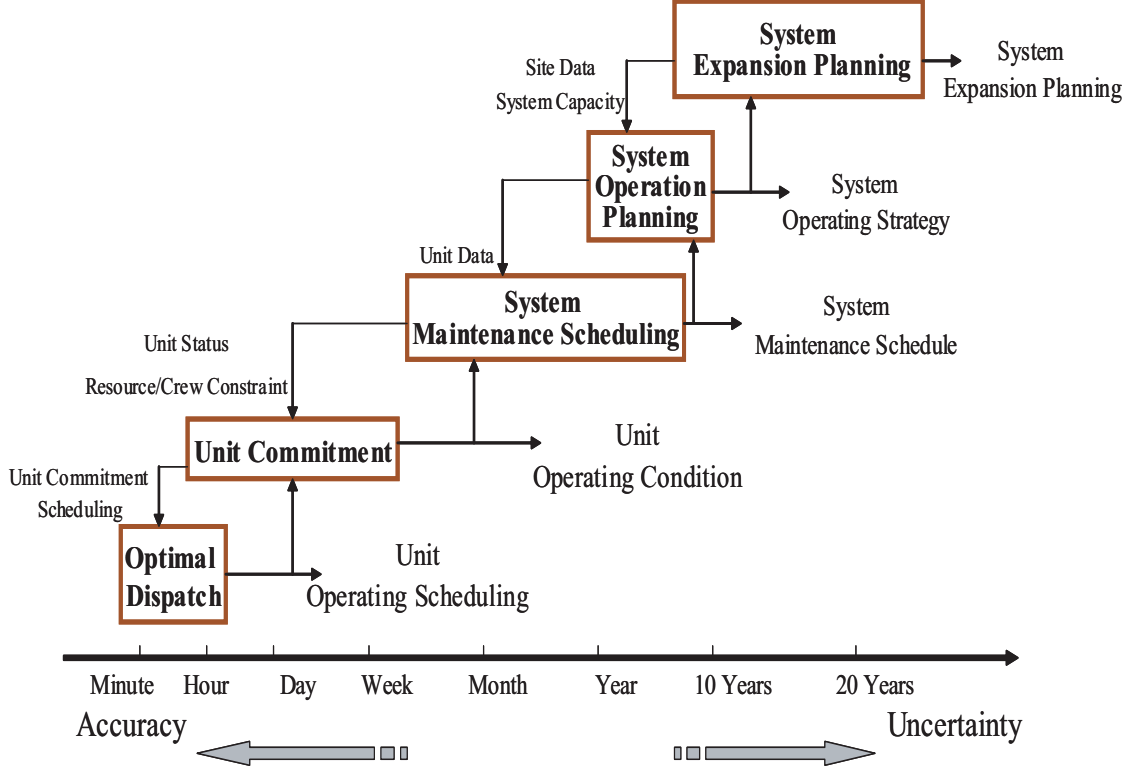 System
Expansion Planning
System
Expansion Planning
Site Data
System Capacity
System
Operation
Planning
System
Operating Strategy
Unit Data
System
Maintenance Scheduling
System
Maintenance Schedule
Unit Status
Resource/Crew Constraint
Unit Commitment
Unit
Operating Condition
Unit Commitment
Scheduling
Optimal
Dispatch
Unit
Operating Scheduling
Minute Hour Day Week Month Year 10 Years 20 Years
Accuracy Uncertainty